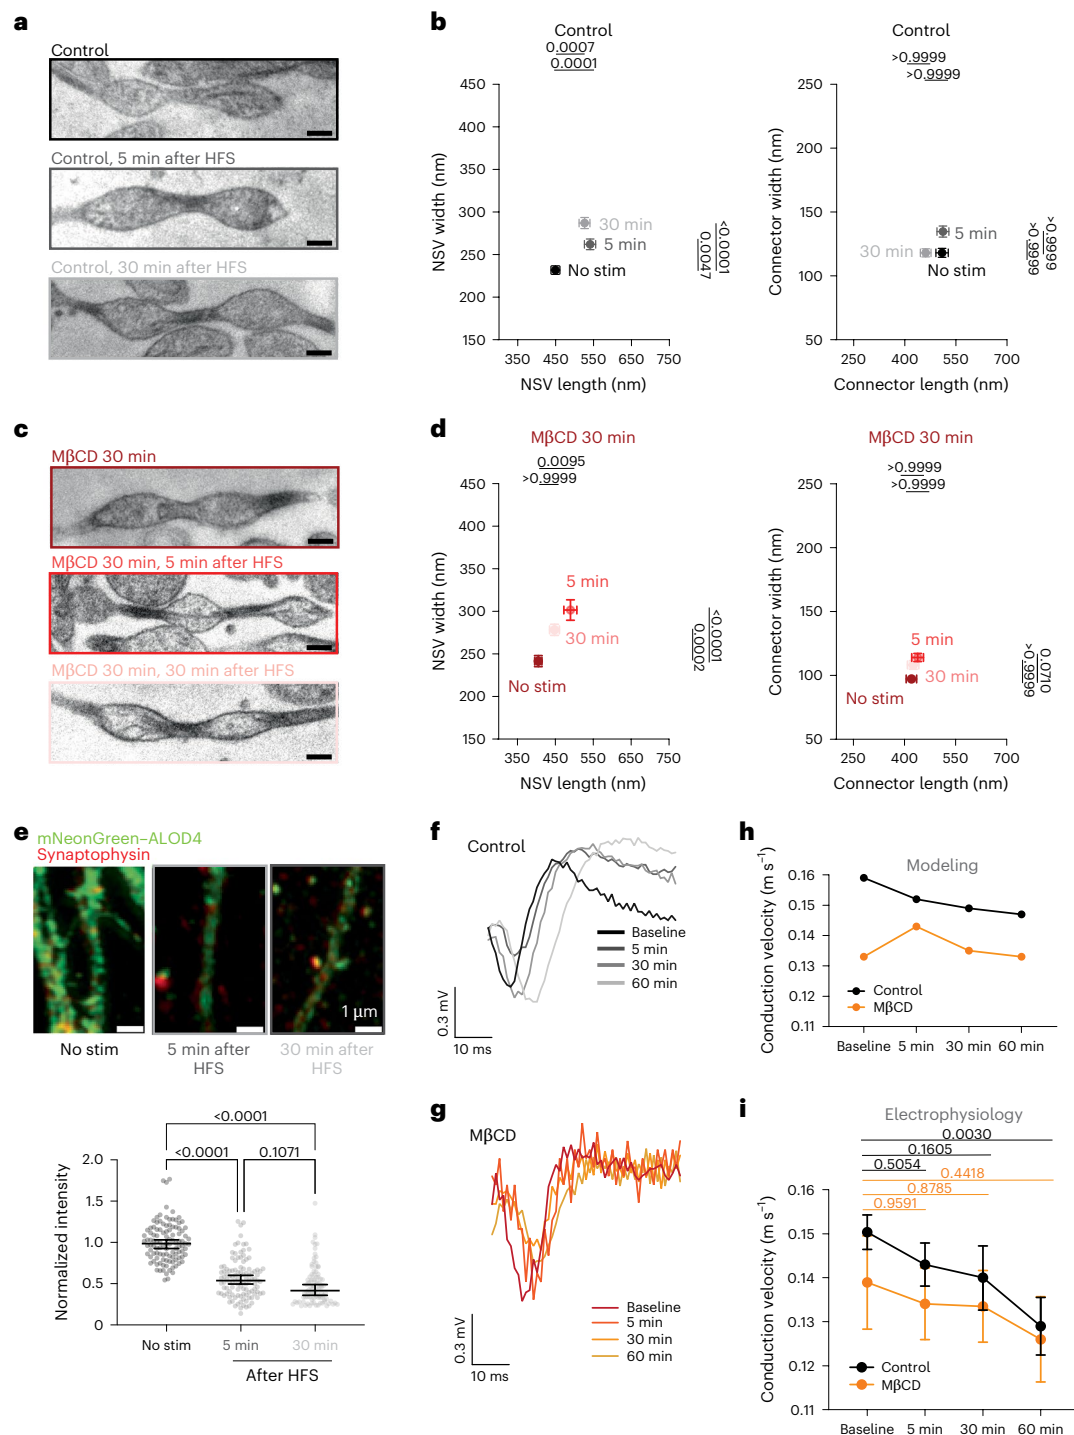 a
Control
Control, 5 min after HFS
Control, 30 min after HFS
b
Control
0.0007
0.0001
450
400
350
300
250
200
150
NSV width (nm)
30 min
5 min
No stim
<0.0001
0.0047
350 450 550 650 750
NSV length (nm)
Control
>0.9999
>0.9999
250
200
150
100
50
Connector width (nm)
5 min
30 min
No stim
>0.9999
>0.9999
250 400 550 700
Connector length (nm)
c
MβCD 30 min
MβCD 30 min, 5 min after HFS
MβCD 30 min, 30 min after HFS
d
MβCD 30 min
0.0095
>0.9999
450
400
350
300
250
200
150
NSV width (nm)
5 min
30 min
No stim
<0.0001
0.0002
350 450 550 650 750
NSV length (nm)
MβCD 30 min
>0.9999
>0.9999
250
200
150
100
50
Connector width (nm)
5 min
30 min
No stim
0.0710
>0.9999
250 400 550 700
Connector length (nm)
e
mNeonGreen–ALOD4
Synaptophysin
1 μm
No stim
5 min after
HFS
30 min after
HFS
<0.0001
<0.0001
0.1071
2.0
1.5
1.0
0.5
0
Normalized intensity
No stim 5 min 30 min
After HFS
f
Control
Baseline
5 min
30 min
60 min
0.3 mV
10 ms
g
MβCD
Baseline
5 min
30 min
60 min
0.3 mV
10 ms
h
Modeling
0.16
0.15
0.14
0.13
0.12
0.11
Conduction velocity (m s⁻¹)
Control
MβCD
Baseline 5 min 30 min 60 min
i
Electrophysiology
0.0030
0.1605
0.5054
0.4418
0.8785
0.9591
0.16
0.15
0.14
0.13
0.12
0.11
Conduction velocity (m s⁻¹)
Control
MβCD
Baseline 5 min 30 min 60 min